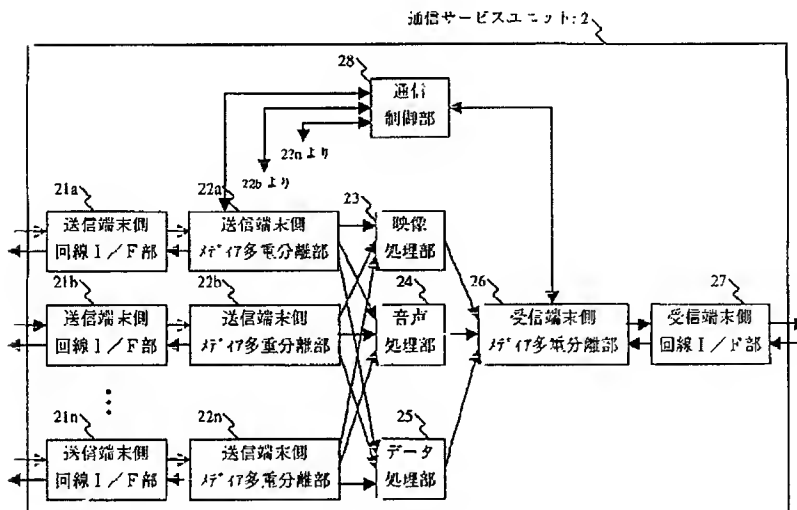 通信サービスユニット:2
28
通信
制御部
22nより
22bより
21a
22a
23
送信端末側
回線I/F部
送信端末側
メディア多重分離部
映像
処理部
21b
22b
24
26
27
送信端末側
回線I/F部
送信端末側
メディア多重分離部
音声
処理部
受信端末側
メディア多重分離部
受信端末側
回線I/F部
21n
22n
25
送信端末側
回線I/F部
送信端末側
メディア多重分離部
データ
処理部